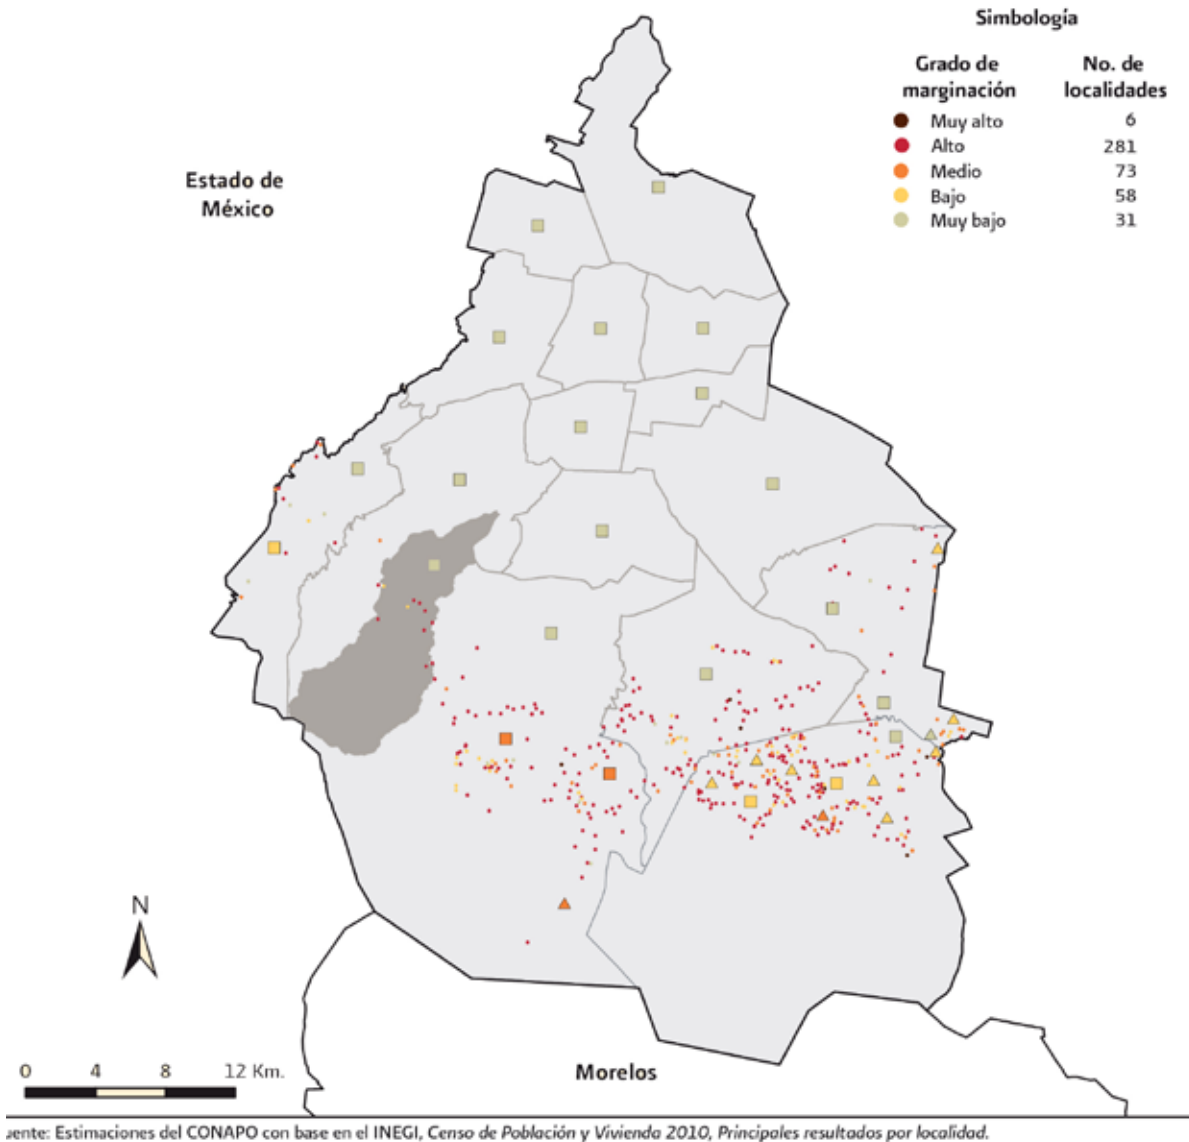 Simbología
Grado de marginación
No. de localidades
Muy alto 6
Alto 281
Medio 73
Bajo 58
Muy bajo 31
Estado de
México
N
0 4 8 12 Km.
Morelos
uente: Estimaciones del CONAPO con base en el INEGI, Censo de Población y Vivienda 2010, Principales resultados por localidad.